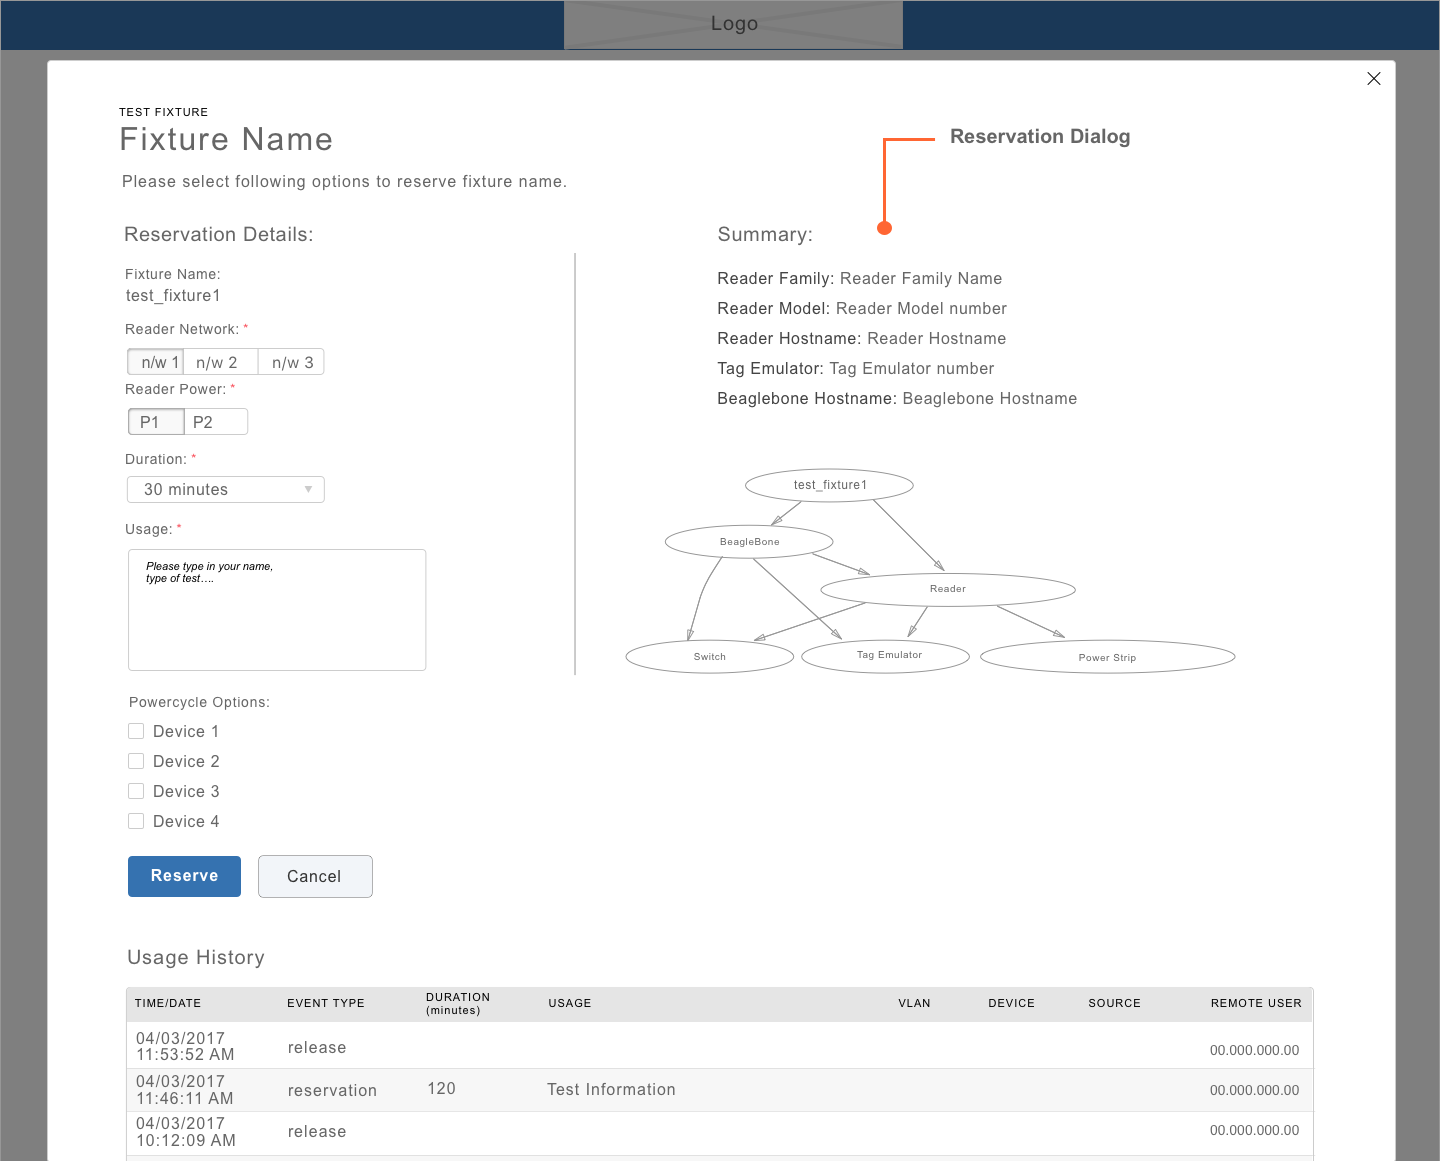 Logo
TEST FIXTURE
Fixture Name
Reservation Dialog
Please select following options to reserve fixture name.
Reservation Details:
Fixture Name:
test_fixture1
Reader Network: *
n/w 1 n/w 2 n/w 3
Reader Power: *
P1 P2
Duration: *
30 minutes
Usage: *
Please type in your name,
type of test....
Powercycle Options:
Device 1
Device 2
Device 3
Device 4
Reserve Cancel
Summary:
Reader Family: Reader Family Name
Reader Model: Reader Model number
Reader Hostname: Reader Hostname
Tag Emulator: Tag Emulator number
Beaglebone Hostname: Beaglebone Hostname
test_fixture1
BeagleBone
Reader
Switch
Tag Emulator
Power Strip
Usage History
TIME/DATE EVENT TYPE DURATION (minutes) USAGE VLAN DEVICE SOURCE REMOTE USER
04/03/2017
11:53:52 AM release 00.000.000.00
04/03/2017
11:46:11 AM reservation 120 Test Information 00.000.000.00
04/03/2017
10:12:09 AM release 00.000.000.00